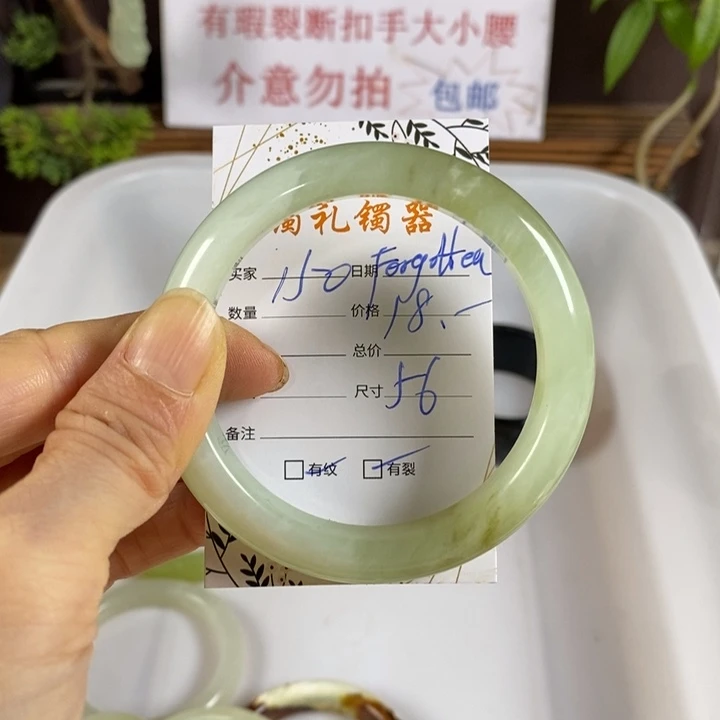 有瑕裂断扣手大小腰
介意勿拍 包邮
礼镯器
买家 150 日期 Forgotten
数量 价格 18.-
总价
尺寸 56
备注
有纹 有裂